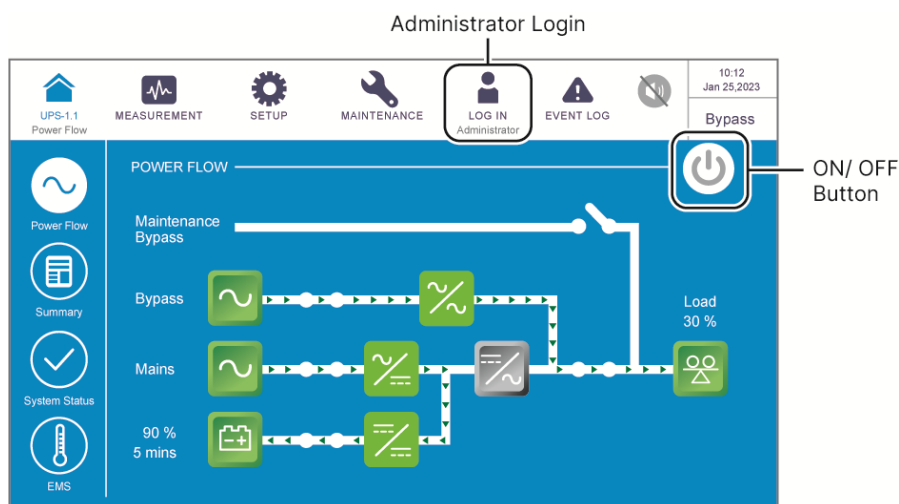 Administrator Login
UPS-1.1
Power Flow
MEASUREMENT
SETUP
MAINTENANCE
LOG IN
Administrator
EVENT LOG
10:12
Jan 25,2023
Bypass
ON/ OFF
Button
POWER FLOW
Power Flow
Summary
System Status
EMS
Maintenance
Bypass
Bypass
Mains
90 %
5 mins
Load
30 %